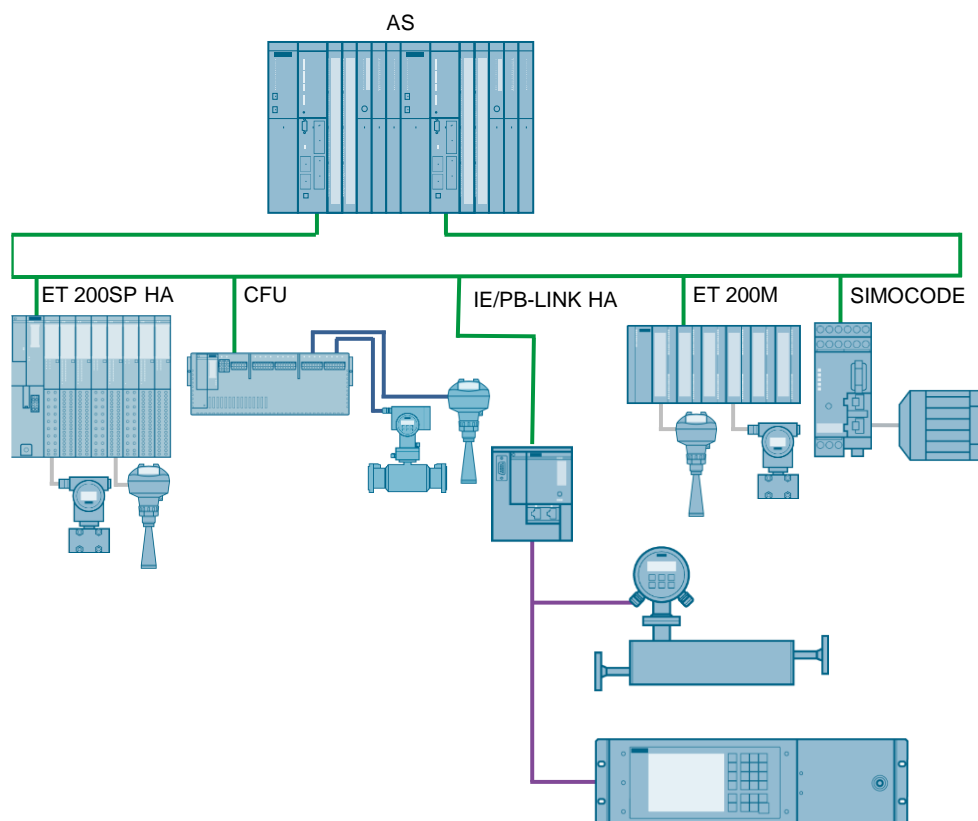 AS
ET 200SP HA
CFU
IE/PB-LINK HA
ET 200M
SIMOCODE